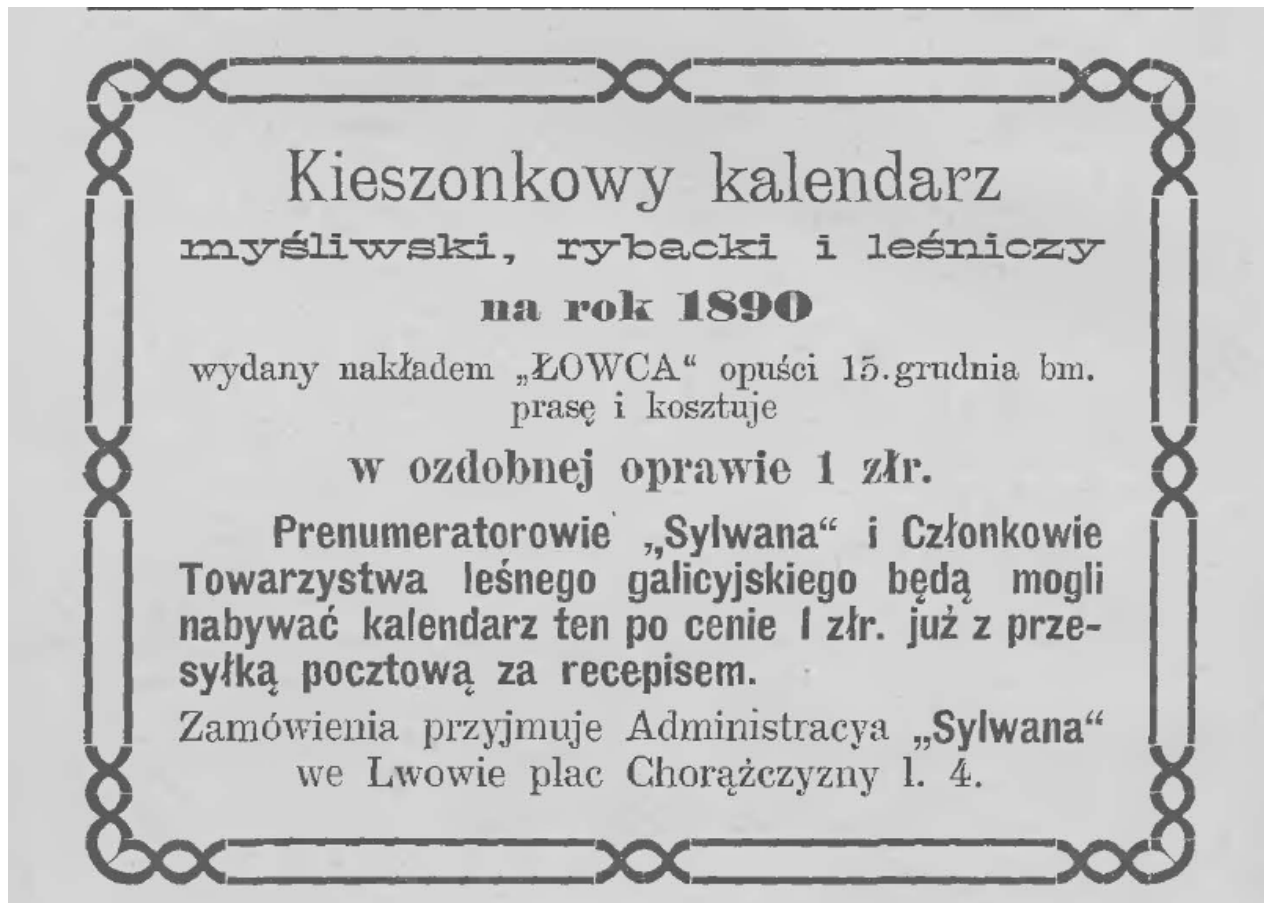 Kieszonkowy kalendarz
myśliwski, rybacki i leśniczy
na rok 1890
wydany nakładem „ŁOWCA“ opuści 15. grudnia bm.
prasę i kosztuje
w ozdobnej oprawie 1 złr.
Prenumeratorowie „Sylwana“ i Członkowie
Towarzystwa leśnego galicyjskiego będą mogli
nabywać kalendarz ten po cenie 1 złr. już z prze-
syłką pocztową za recepisem.
Zamówienia przyjmuje Administracya „Sylwana“
we Lwowie plac Chorążczyzny l. 4.